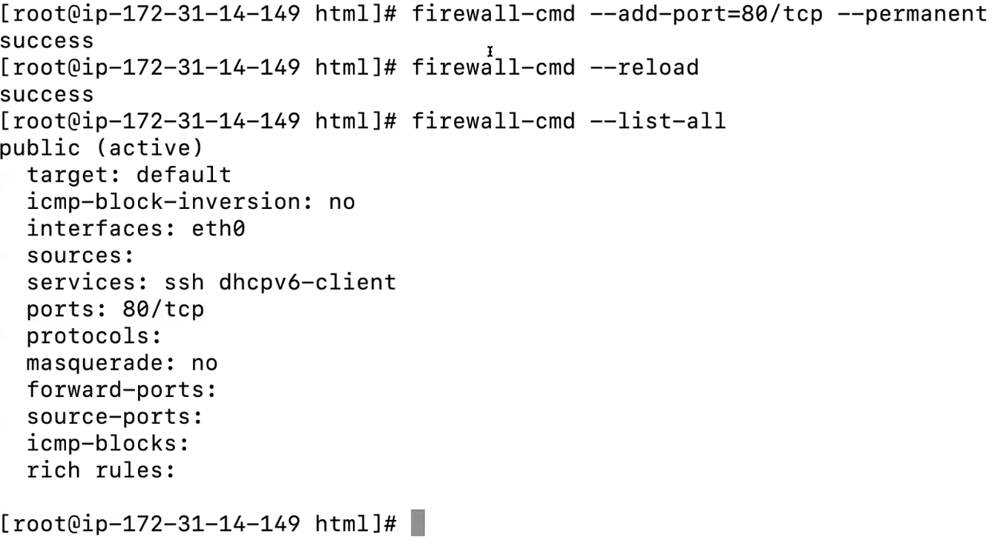 [root@ip-172-31-14-149 html]# firewall-cmd --add-port=80/tcp --permanent
success
[root@ip-172-31-14-149 html]# firewall-cmd --reload
success
[root@ip-172-31-14-149 html]# firewall-cmd --list-all
public (active)
  target: default
  icmp-block-inversion: no
  interfaces: eth0
  sources:
  services: ssh dhcpv6-client
  ports: 80/tcp
  protocols:
  masquerade: no
  forward-ports:
  source-ports:
  icmp-blocks:
  rich rules:
[root@ip-172-31-14-149 html]#